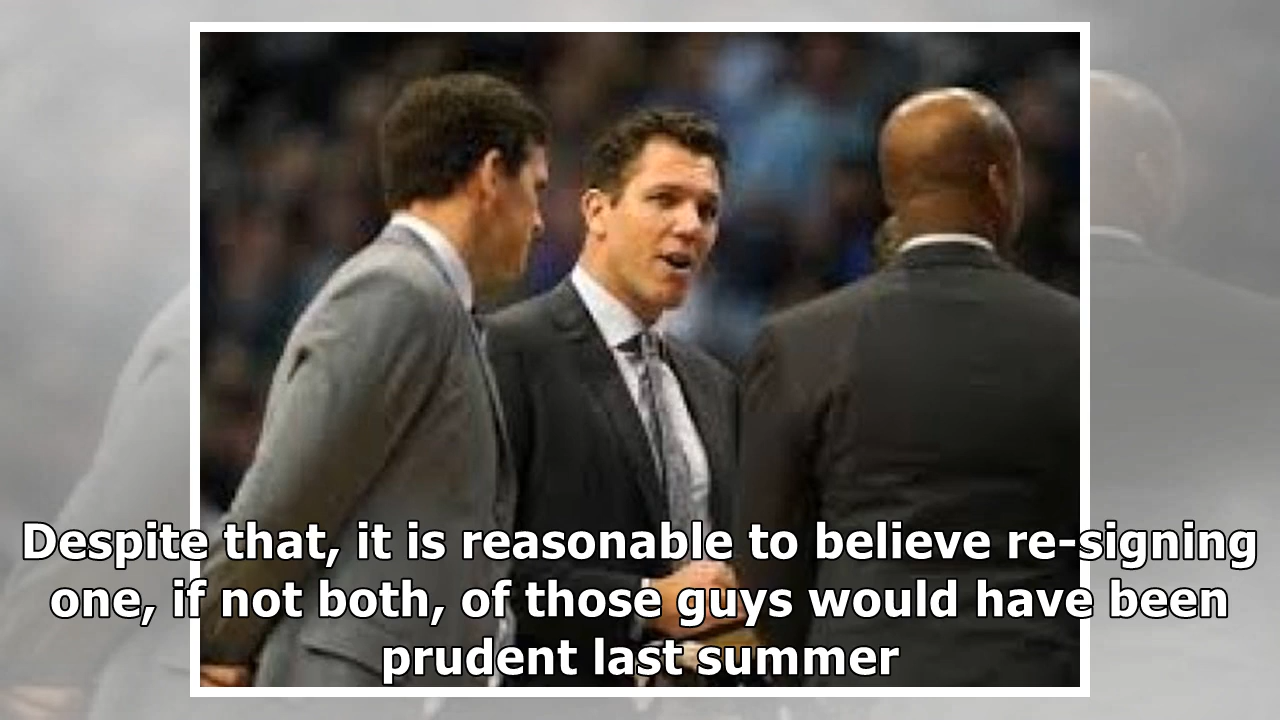 Despite that, it is reasonable to believe re-signing
one, if not both, of those guys would have been
prudent last summer